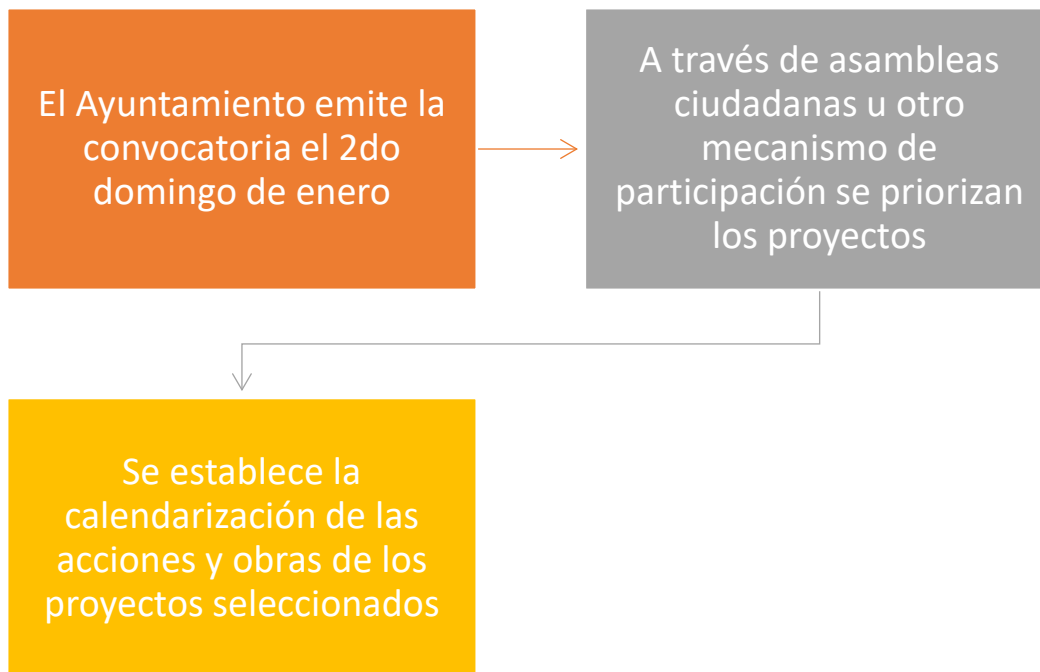 El Ayuntamiento emite la
convocatoria el 2do
domingo de enero
A través de asambleas
ciudadanas u otro
mecanismo de
participación se priorizan
los proyectos
Se establece la
calendarización de las
acciones y obras de los
proyectos seleccionados